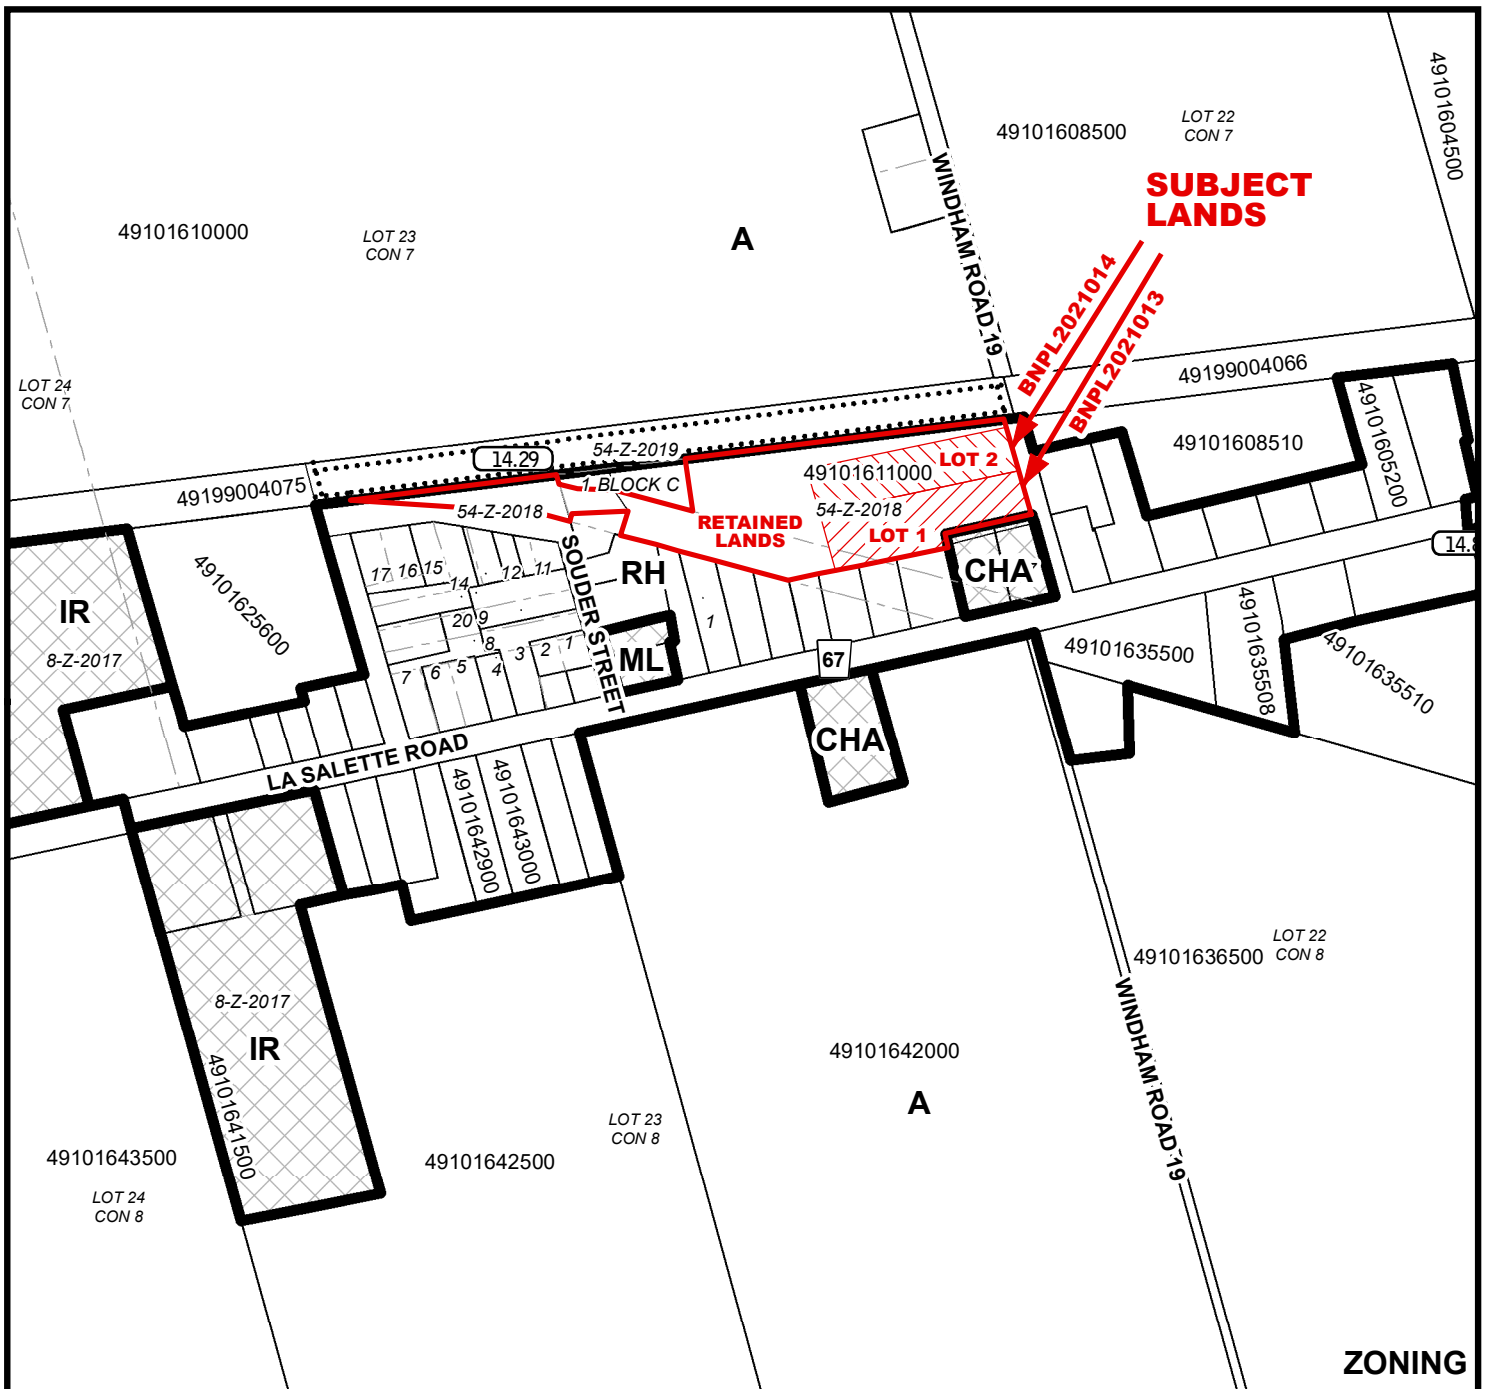 49101604500
LOT 22
CON 7
49101608500
SUBJECT
LANDS
WINDHAM ROAD 19
49101610000
LOT 23
CON 7
A
BNPL2021014
BNPL2021013
49199004066
LOT 24
CON 7
49101605200
49101608510
54-Z-2019
14.29
LOT 2
49101611000
1 BLOCK C
49199004075
54-Z-2018
54-Z-2018
RETAINED
LANDS
LOT 1
14.8
SOUDER STREET
RH
CHA
17 16 15
14
12 11
49101625600
IR
8-Z-2017
20 9
8
7 6 5 4 3 2 1
1
ML
67
49101635500
49101635508
49101635510
CHA
LA SALETTE ROAD
49101642900
49101643000
LOT 22
CON 8
49101636500
WINDHAM ROAD 19
8-Z-2017
IR
49101641500
49101642000
A
LOT 23
CON 8
49101643500
49101642500
LOT 24
CON 8
ZONING